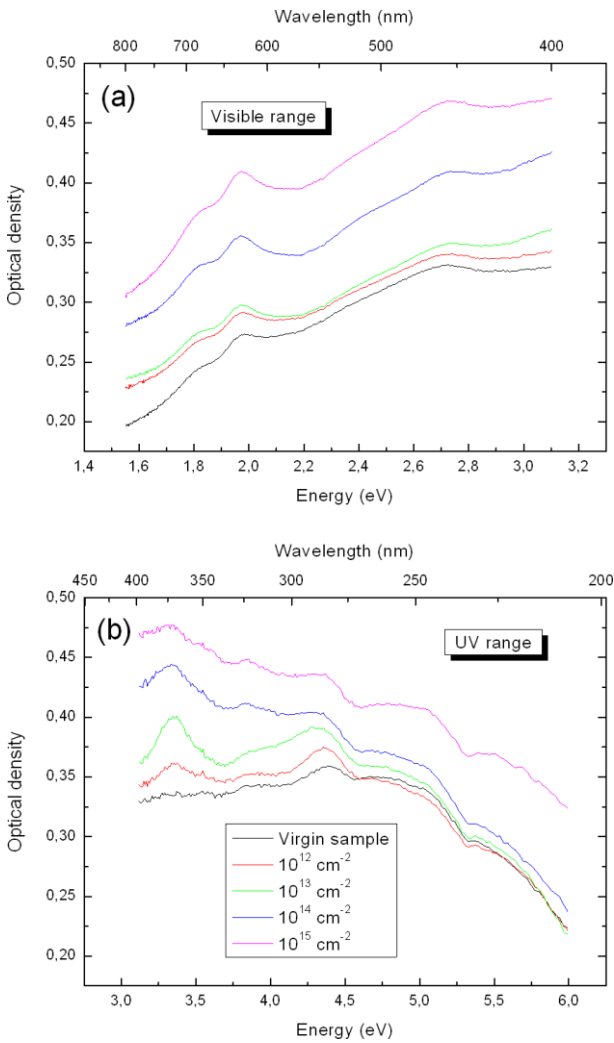 Wavelength (nm)
800 700 600 500 400
0,50
(a)
Visible range
0,45
0,40
0,35
0,30
0,25
0,20
Optical density
1,4 1,6 1,8 2,0 2,2 2,4 2,6 2,8 3,0 3,2
Energy (eV)
Wavelength (nm)
450 400 350 300 250 200
0,50
(b)
UV range
0,45
0,40
0,35
0,30
0,25
0,20
Optical density
Virgin sample
10¹² cm⁻²
10¹³ cm⁻²
10¹⁴ cm⁻²
10¹⁵ cm⁻²
3,0 3,5 4,0 4,5 5,0 5,5 6,0
Energy (eV)